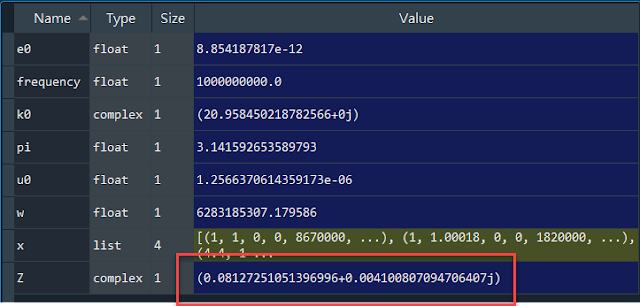 Name Type Size Value
e0 float 1 8.854187817e-12
frequency float 1 1000000000.0
k0 complex 1 (20.958450218782566+0j)
pi float 1 3.141592653589793
u0 float 1 1.2566370614359173e-06
w float 1 6283185307.179586
x list 4 [(1, 1, 0, 0, 8670000, ...), (1, 1.00018, 0, 0, 1820000, ...),
(4.4, 1 ...
Z complex 1 (0.08127251051396996+0.004100807094706407j)